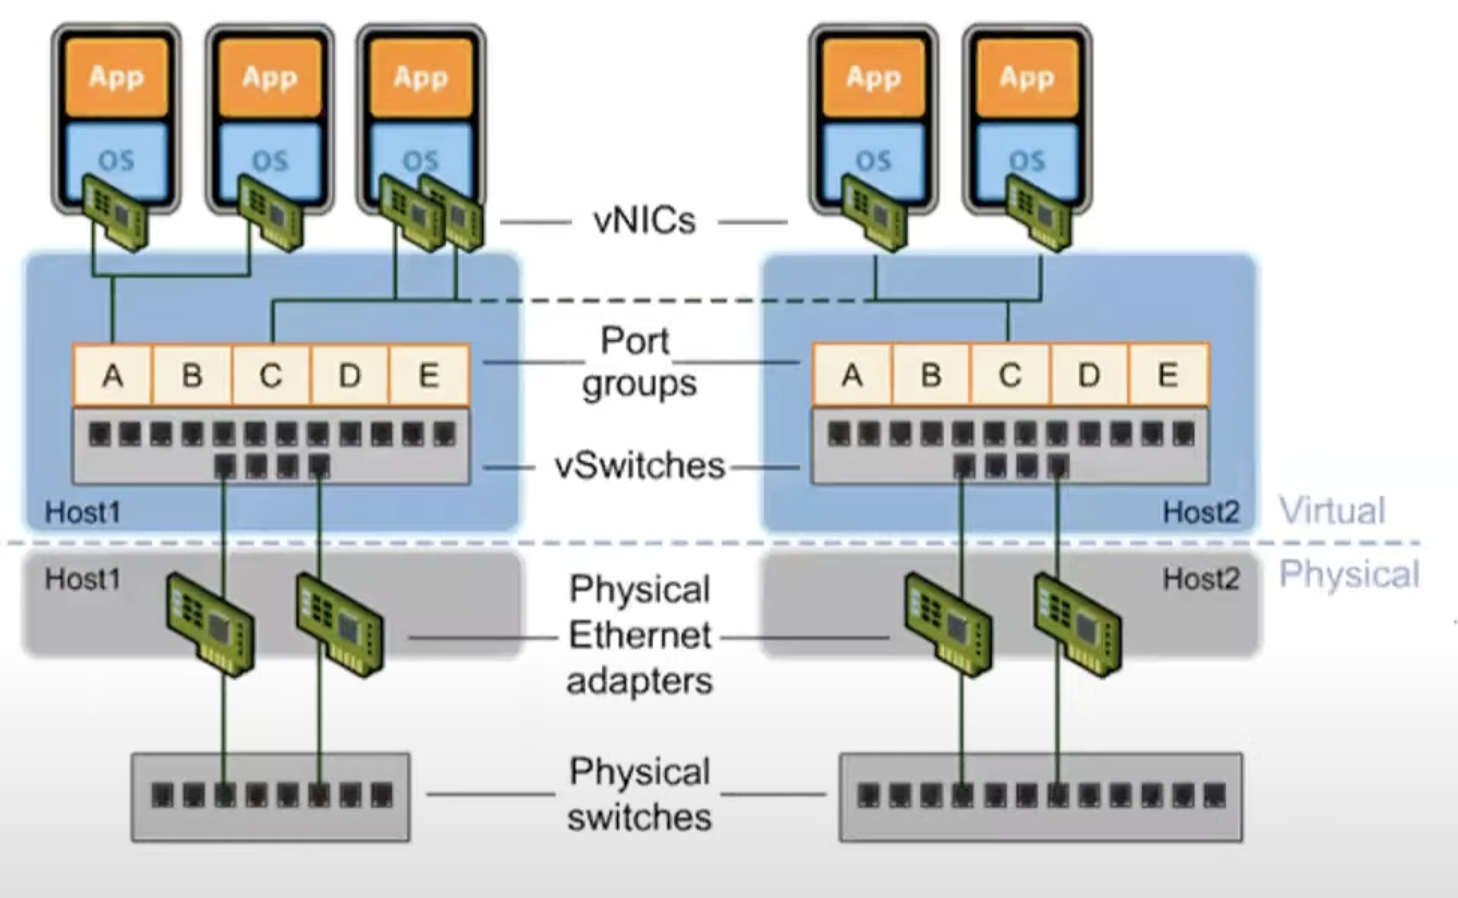 App
App
App
App
App
OS
OS
OS
OS
OS
vNICs
Port
groups
A B C D E
A B C D E
vSwitches
Host1
Host2
Virtual
Host1
Host2
Physical
Physical
Ethernet
adapters
Physical
switches